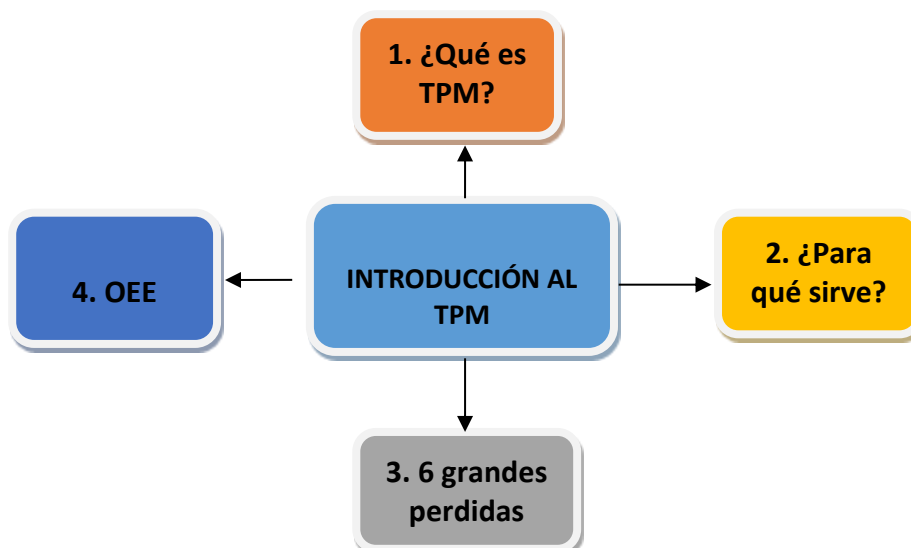 1. ¿Qué es
TPM?
INTRODUCCIÓN AL
TPM
2. ¿Para
qué sirve?
4. OEE
3. 6 grandes
perdidas